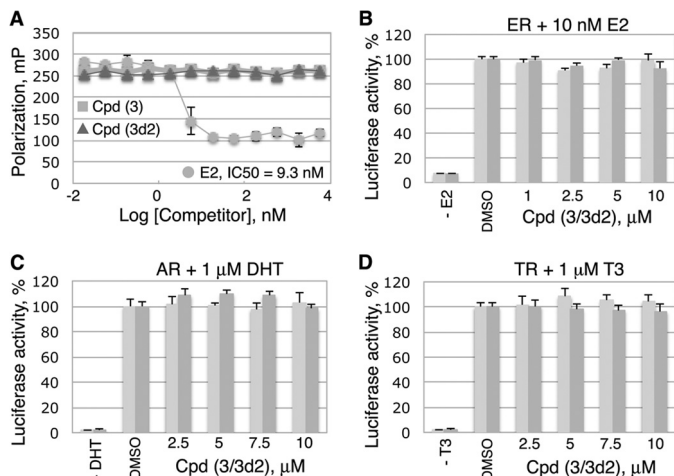 A
Polarization, mP
350
300
250
200
150
100
50
0
Cpd (3)
Cpd (3d2)
E2, IC50 = 9.3 nM
-2
0
2
4
Log [Competitor], nM
B
ER + 10 nM E2
Luciferase activity, %
120
100
80
60
40
20
0
- E2
DMSO
1
2.5
5
10
Cpd (3/3d2), µM
C
AR + 1 µM DHT
Luciferase activity, %
120
100
80
60
40
20
0
- DHT
DMSO
2.5
5
7.5
10
Cpd (3/3d2), µM
D
TR + 1 µM T3
Luciferase activity, %
120
100
80
60
40
20
0
- T3
DMSO
2.5
5
7.5
10
Cpd (3/3d2), µM